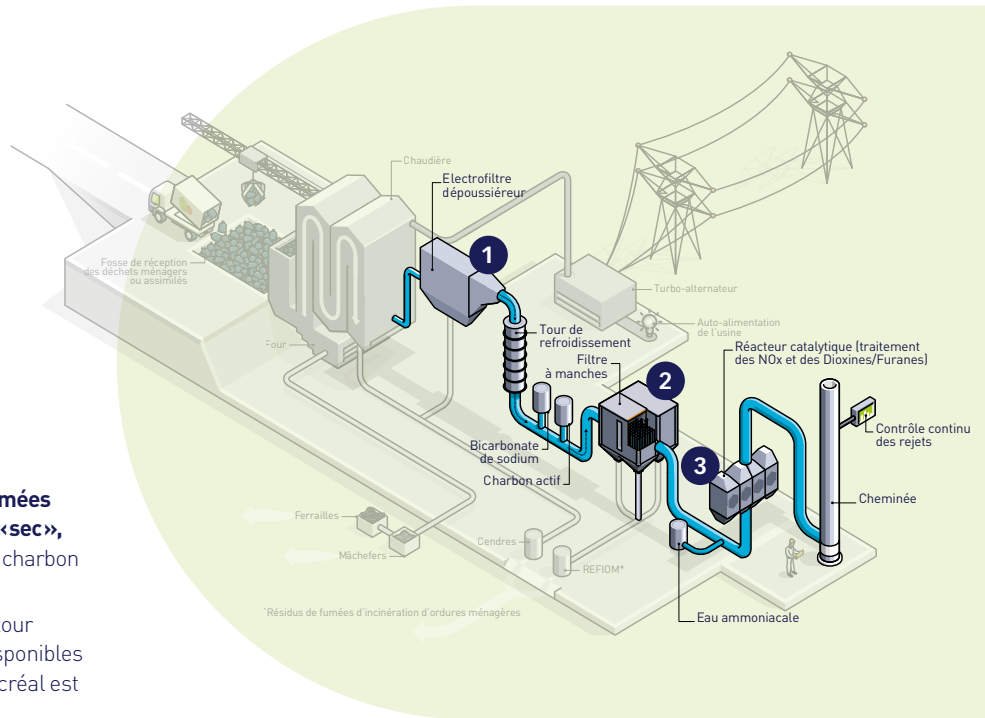 Chaudière
Electrofiltre
dépoussiéreur
1
Fosse de réception
des déchets ménagers
ou assimilés
Four
Turbo-alternateur
Auto-alimentation
de l'usine
Tour de
refroidissement
Filtre
à manches
2
Réacteur catalytique (traitement
des NOx et des Dioxines/Furanes)
Contrôle continu
des rejets
Bicarbonate
de sodium
Charbon actif
3
Cheminée
Ferrailles
Mâchefers
Cendres
REFIOM*
Eau ammoniacale
*Résidus de fumées d'incinération d'ordures ménagères
mées
«sec»,
charbon
tour
sponibles
créal est